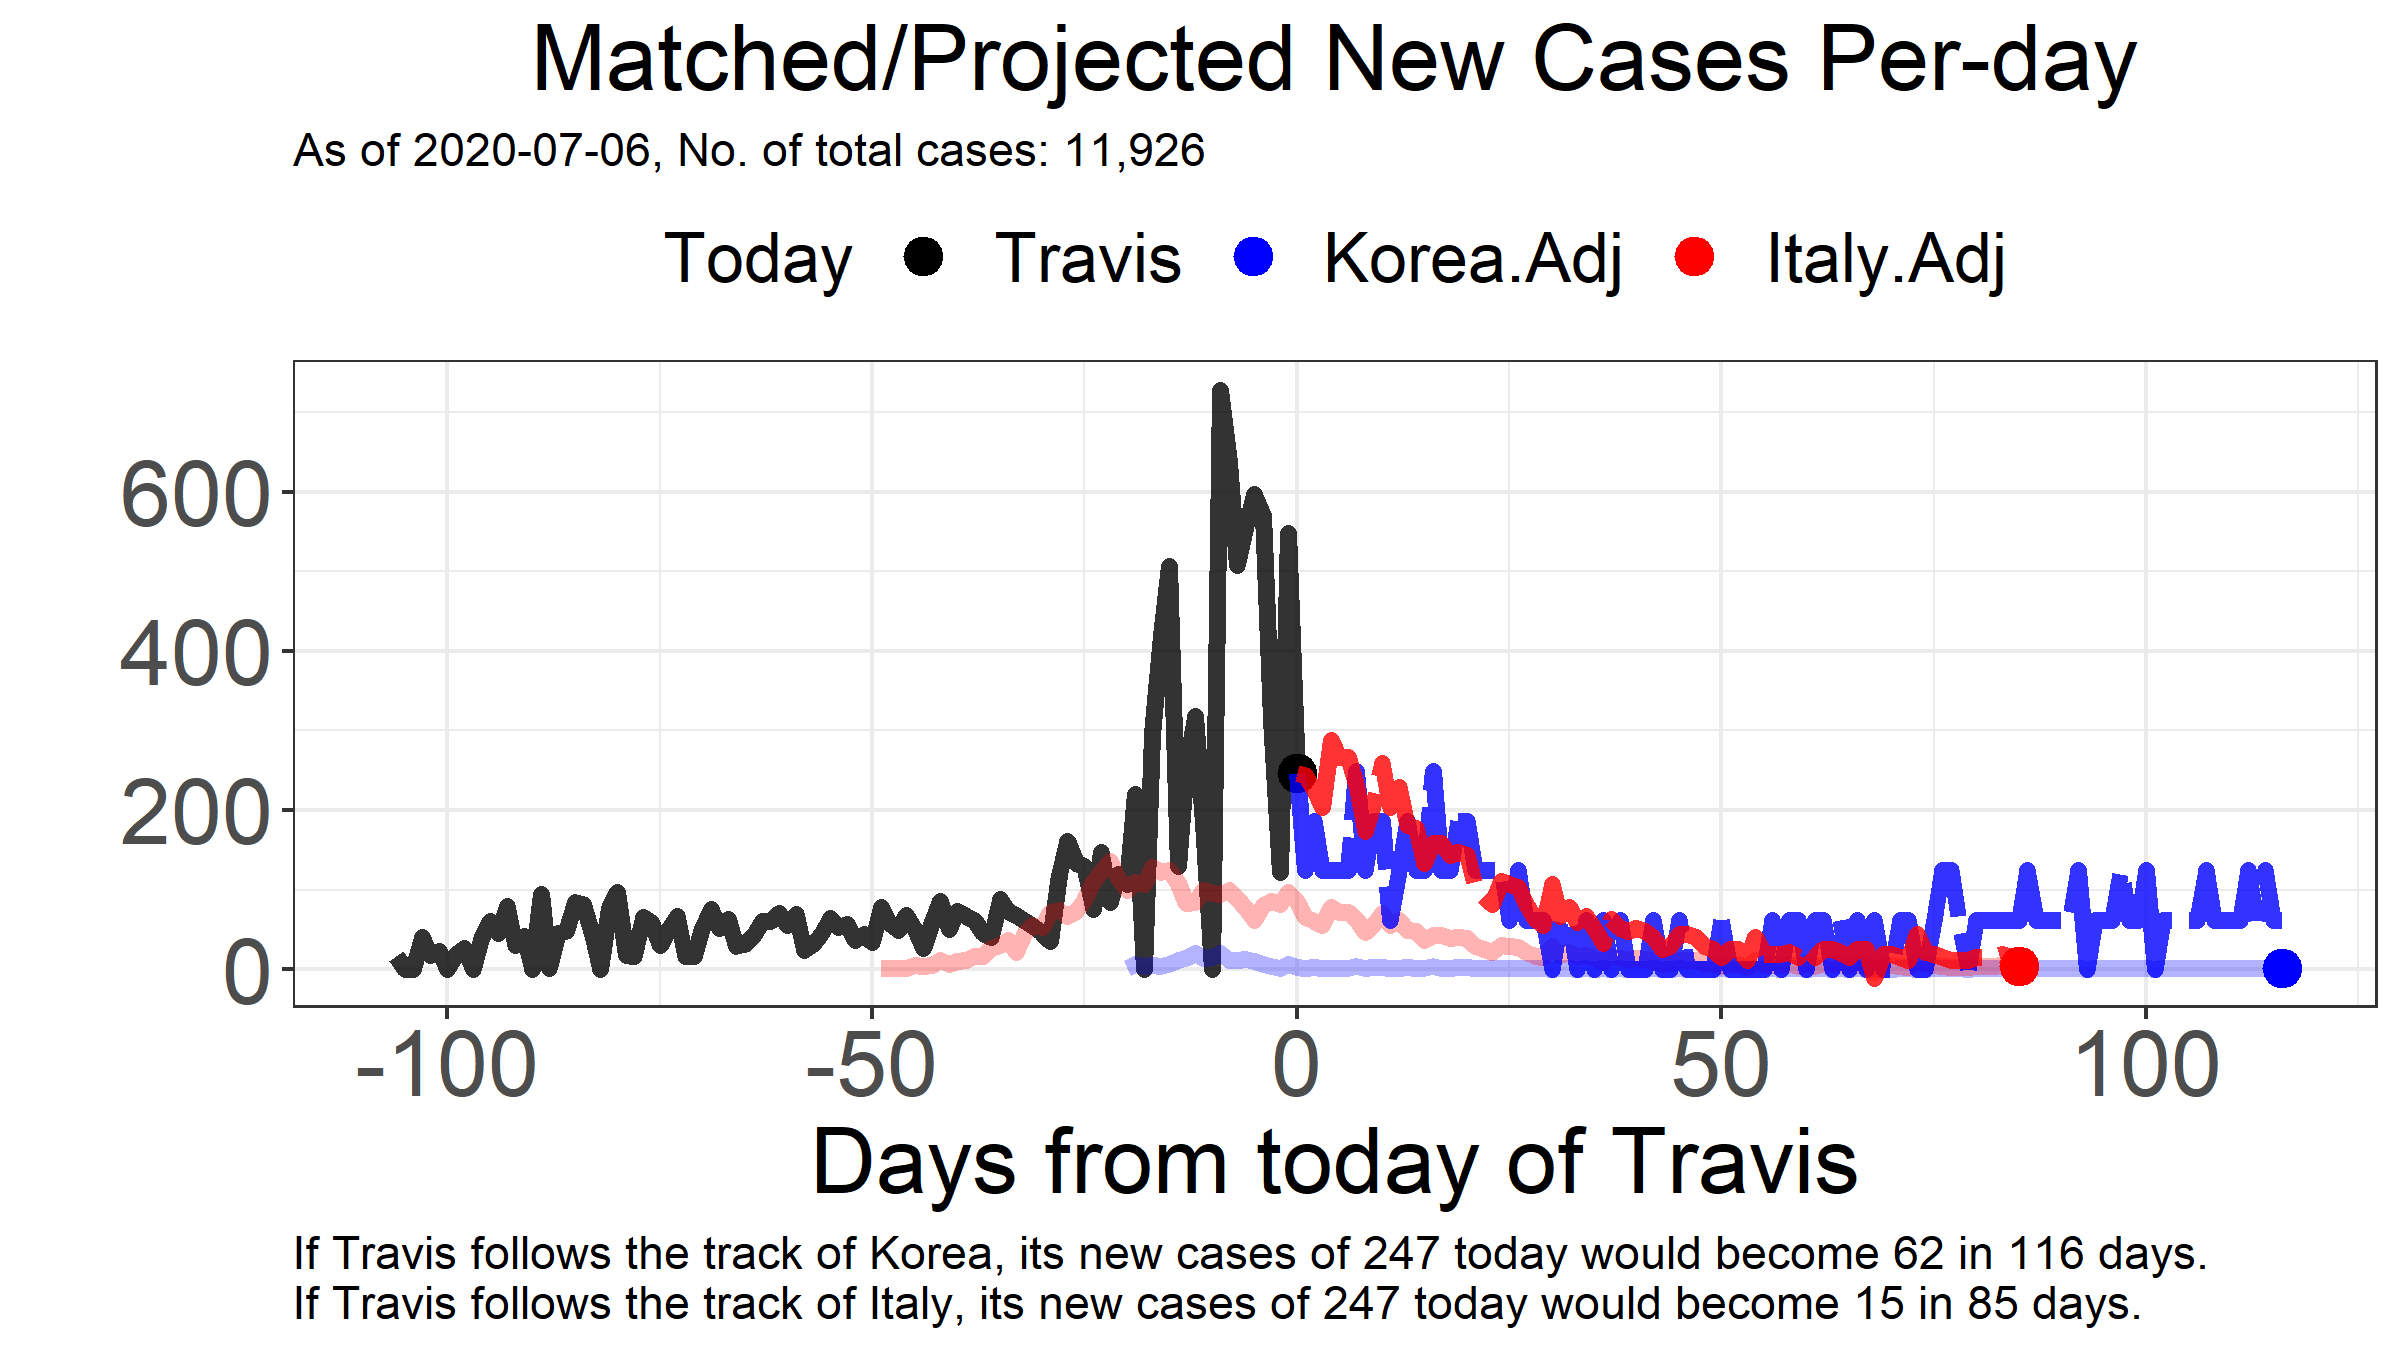 Matched/Projected New Cases Per-day
As of 2020-07-06, No. of total cases: 11,926
Today Travis Korea.Adj Italy.Adj
600
400
200
0
-100 -50 0 50 100
Days from today of Travis
If Travis follows the track of Korea, its new cases of 247 today would become 62 in 116 days.
If Travis follows the track of Italy, its new cases of 247 today would become 15 in 85 days.